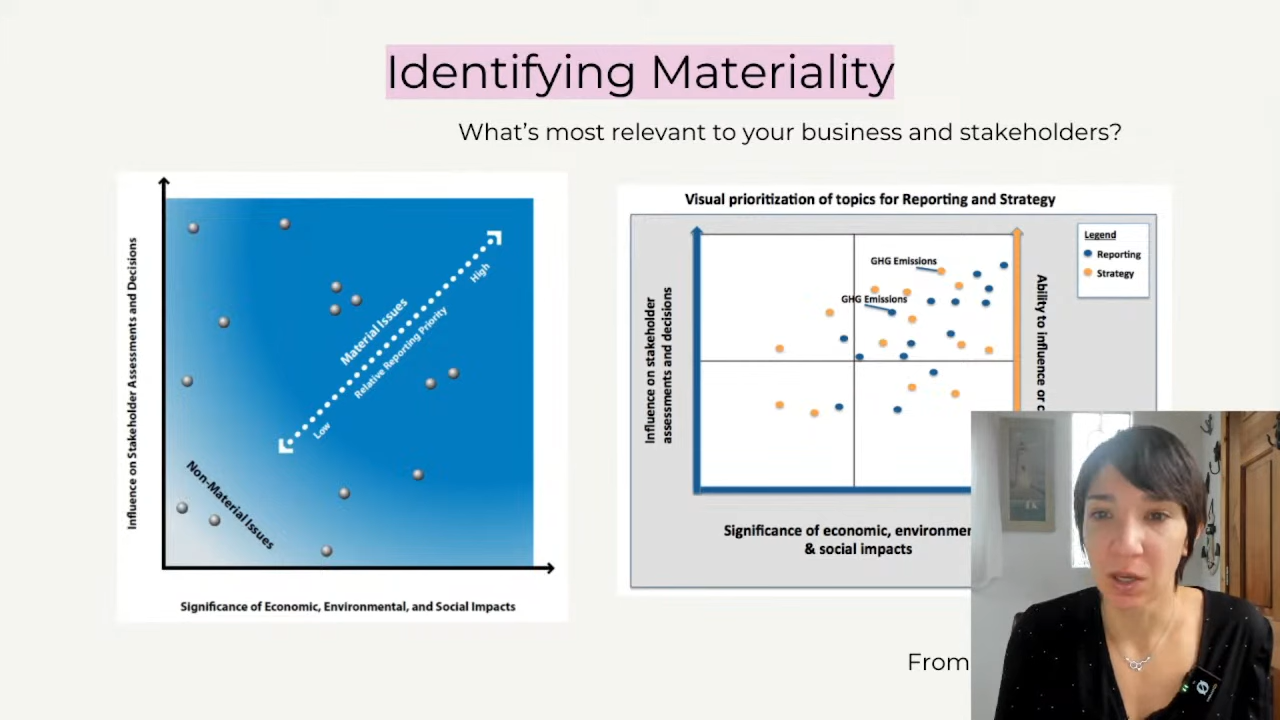 Identifying Materiality
What's most relevant to your business and stakeholders?
Influence on Stakeholder Assessments and Decisions
High
Material Issues
Relative Reporting Priority
Low
Non-Material Issues
Significance of Economic, Environmental, and Social Impacts
Visual prioritization of topics for Reporting and Strategy
Legend
Reporting
Strategy
GHG Emissions
GHG Emissions
Influence on stakeholder
assessments and decisions
Ability to influence or
Significance of economic,
& social impacts
From